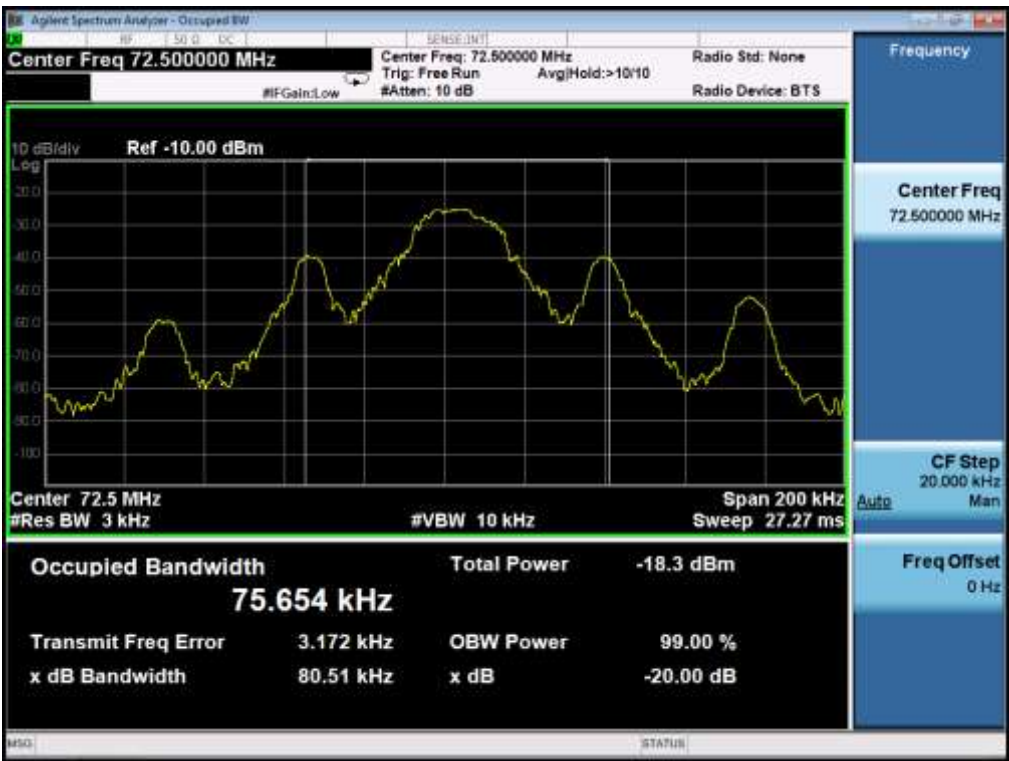 Agilent Spectrum Analyzer - Occupied BW
RF 50 Ω DC SENSE:INT
Center Freq 72.500000 MHz
Center Freq: 72.500000 MHz
Radio Std: None
Trig: Free Run Avg|Hold:>10/10
#IFGain:Low
#Atten: 10 dB
Radio Device: BTS
10 dB/div Ref -10.00 dBm
Log
-20.0
-30.0
-40.0
-50.0
-60.0
-70.0
-80.0
-90.0
-100
Center 72.5 MHz
Span 200 kHz
#Res BW 3 kHz
#VBW 10 kHz
Sweep 27.27 ms
Occupied Bandwidth
75.654 kHz
Total Power -18.3 dBm
Transmit Freq Error 3.172 kHz
OBW Power 99.00 %
x dB Bandwidth 80.51 kHz
x dB -20.00 dB
MSG
STATUS
Frequency
Center Freq
72.500000 MHz
CF Step
20.000 kHz
Auto Man
Freq Offset
0 Hz